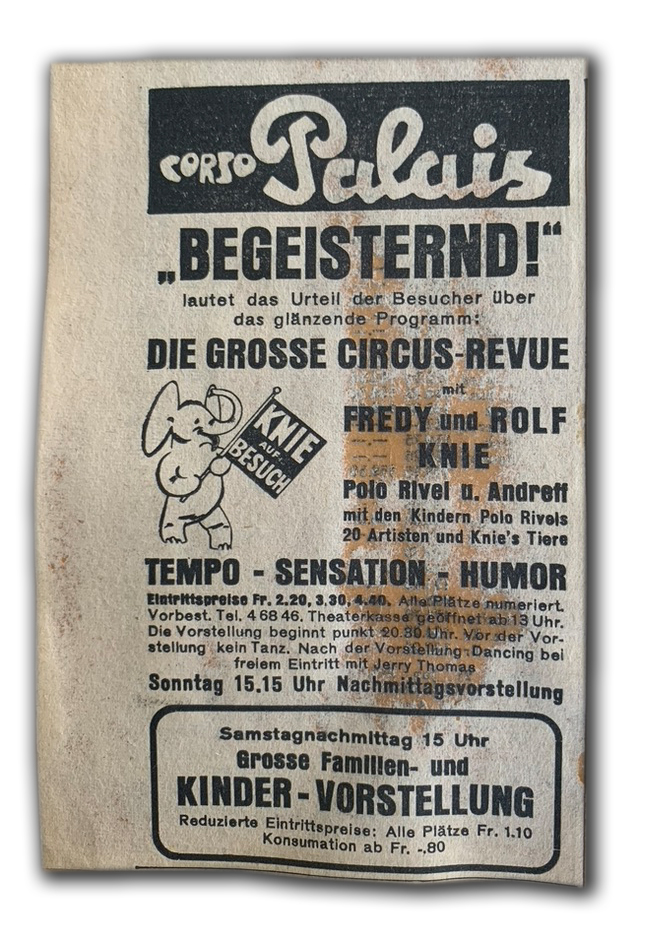 CORSO Palais
„BEGEISTERND!“
lautet das Urteil der Besucher über
das glänzende Programm:
DIE GROSSE CIRCUS-REVUE
mit
FREDY und ROLF
KNIE
KNIE
AUF
BESUCH
Polo Rivel u. Andreff
mit den Kindern Polo Rivels
20 Artisten und Knie's Tiere
TEMPO - SENSATION - HUMOR
Eintrittspreise Fr. 2.20, 3.30, 4.40. Alle Plätze numeriert.
Vorbest. Tel. 4 68 46. Theaterkasse geöffnet ab 13 Uhr.
Die Vorstellung beginnt punkt 20.30 Uhr. Vor der Vor-
stellung kein Tanz. Nach der Vorstellung Dancing bei
freiem Eintritt mit Jerry Thomas
Sonntag 15.15 Uhr Nachmittagsvorstellung
Samstagnachmittag 15 Uhr
Grosse Familien- und
KINDER-VORSTELLUNG
Reduzierte Eintrittspreise: Alle Plätze Fr. 1.10
Konsumation ab Fr. -.80